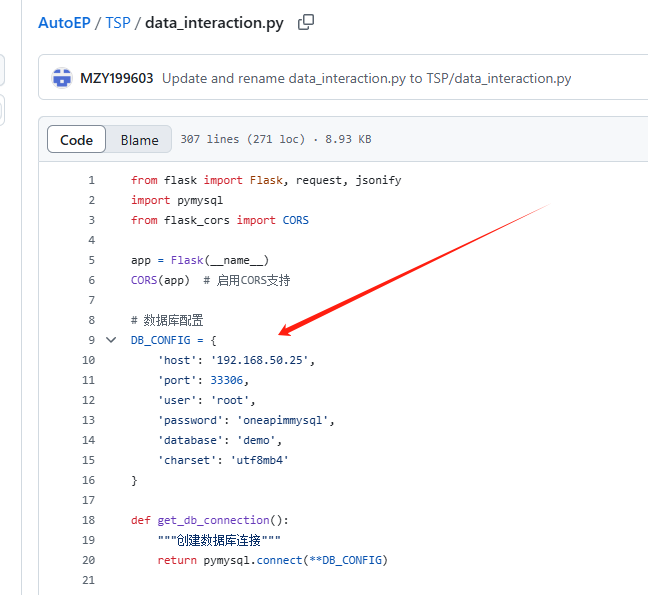 AutoEP / TSP / data_interaction.py
MZY199603 Update and rename data_interaction.py to TSP/data_interaction.py
Code Blame 307 lines (271 loc) · 8.93 KB
1 from flask import Flask, request, jsonify
2 import pymysql
3 from flask_cors import CORS
4
5 app = Flask(__name__)
6 CORS(app)  # 启用CORS支持
7
8 # 数据库配置
9 DB_CONFIG = {
10     'host': '192.168.50.25',
11     'port': 33306,
12     'user': 'root',
13     'password': 'oneapimmysql',
14     'database': 'demo',
15     'charset': 'utf8mb4'
16 }
17
18 def get_db_connection():
19     """创建数据库连接"""
20     return pymysql.connect(**DB_CONFIG)
21